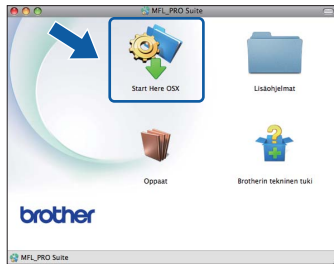 MFL_PRO Suite
Start Here OSX
Lisäohjelmat
Oppaat
Brotherin tekninen tuki
brother
MFL_PRO Suite